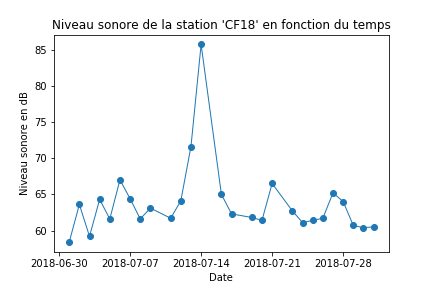 Niveau sonore de la station 'CF18' en fonction du temps
85
80
75
70
65
60
Niveau sonore en dB
2018-06-30 2018-07-07 2018-07-14 2018-07-21 2018-07-28
Date